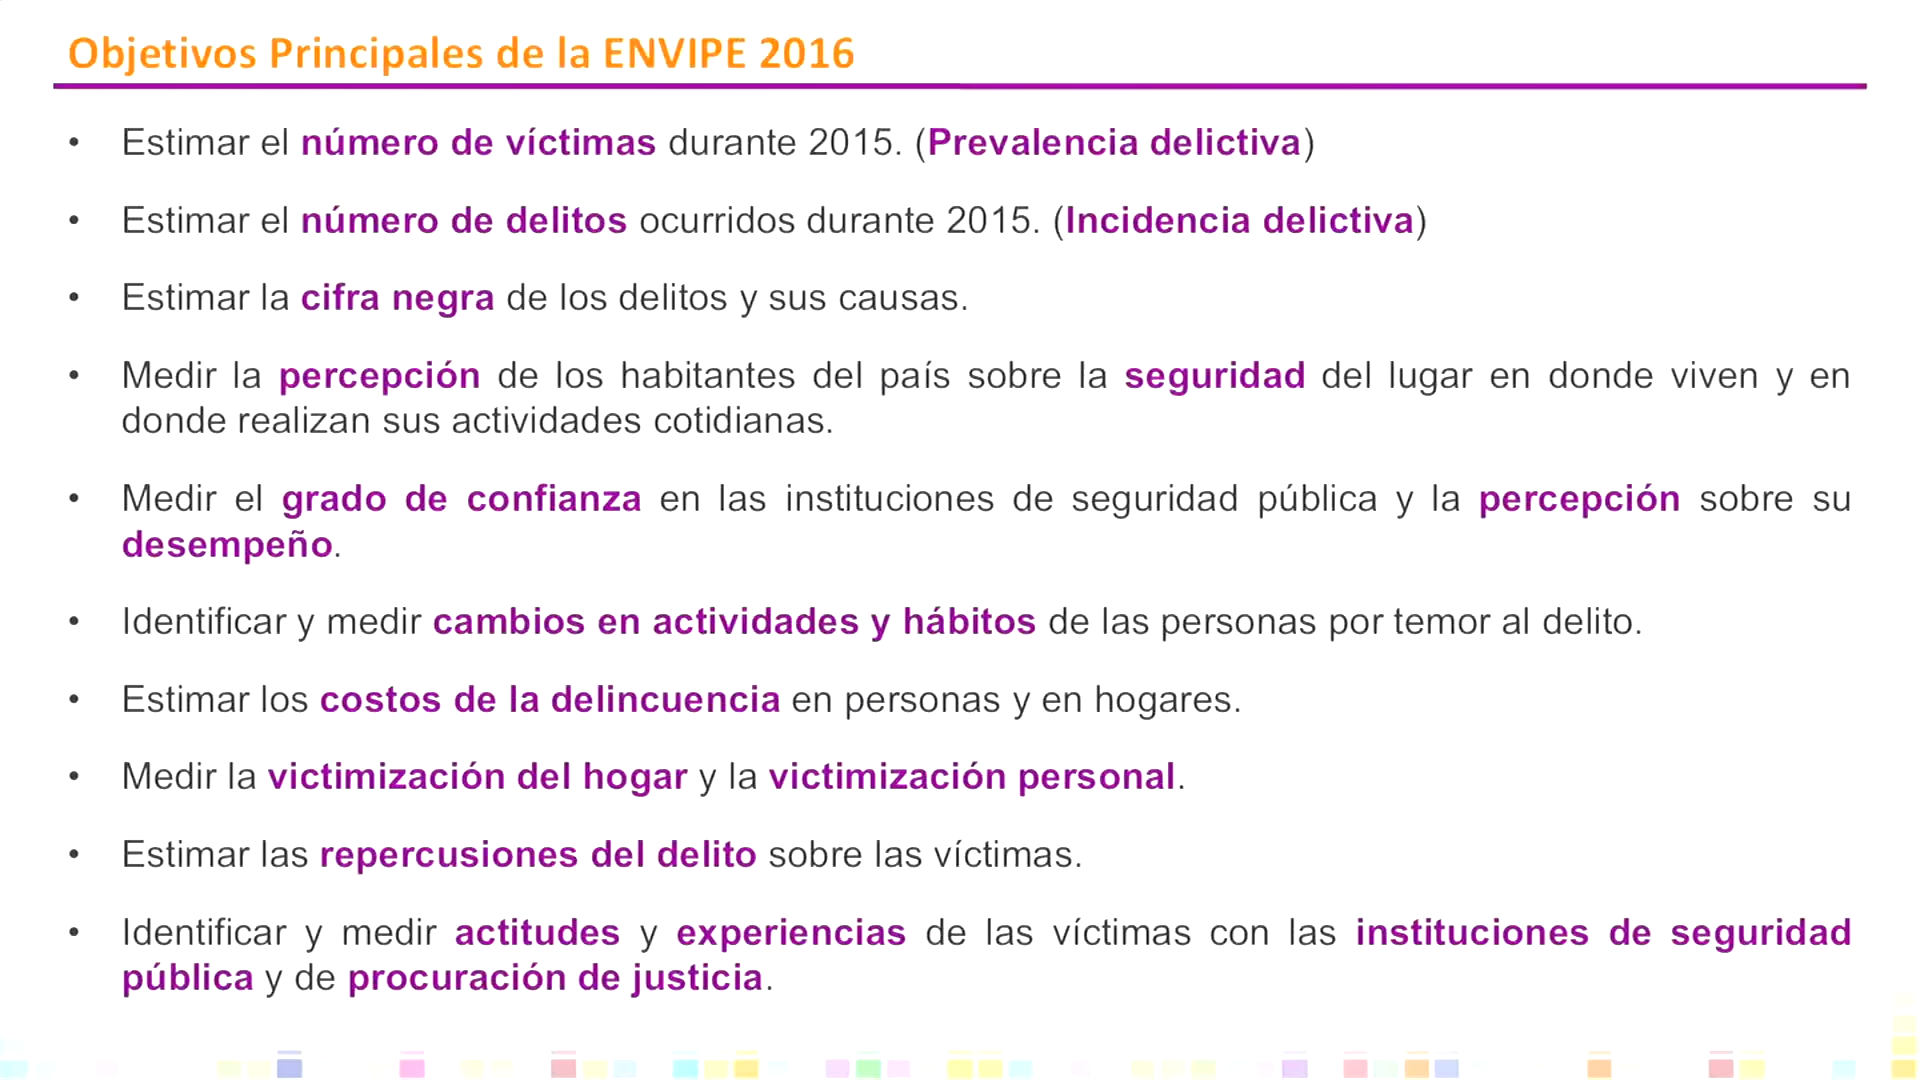 Objetivos Principales de la ENVIPE 2016
• Estimar el número de víctimas durante 2015. (Prevalencia delictiva)
• Estimar el número de delitos ocurridos durante 2015. (Incidencia delictiva)
• Estimar la cifra negra de los delitos y sus causas.
• Medir la percepción de los habitantes del país sobre la seguridad del lugar en donde viven y en
donde realizan sus actividades cotidianas.
• Medir el grado de confianza en las instituciones de seguridad pública y la percepción sobre su
desempeño.
• Identificar y medir cambios en actividades y hábitos de las personas por temor al delito.
• Estimar los costos de la delincuencia en personas y en hogares.
• Medir la victimización del hogar y la victimización personal.
• Estimar las repercusiones del delito sobre las víctimas.
• Identificar y medir actitudes y experiencias de las víctimas con las instituciones de seguridad
pública y de procuración de justicia.